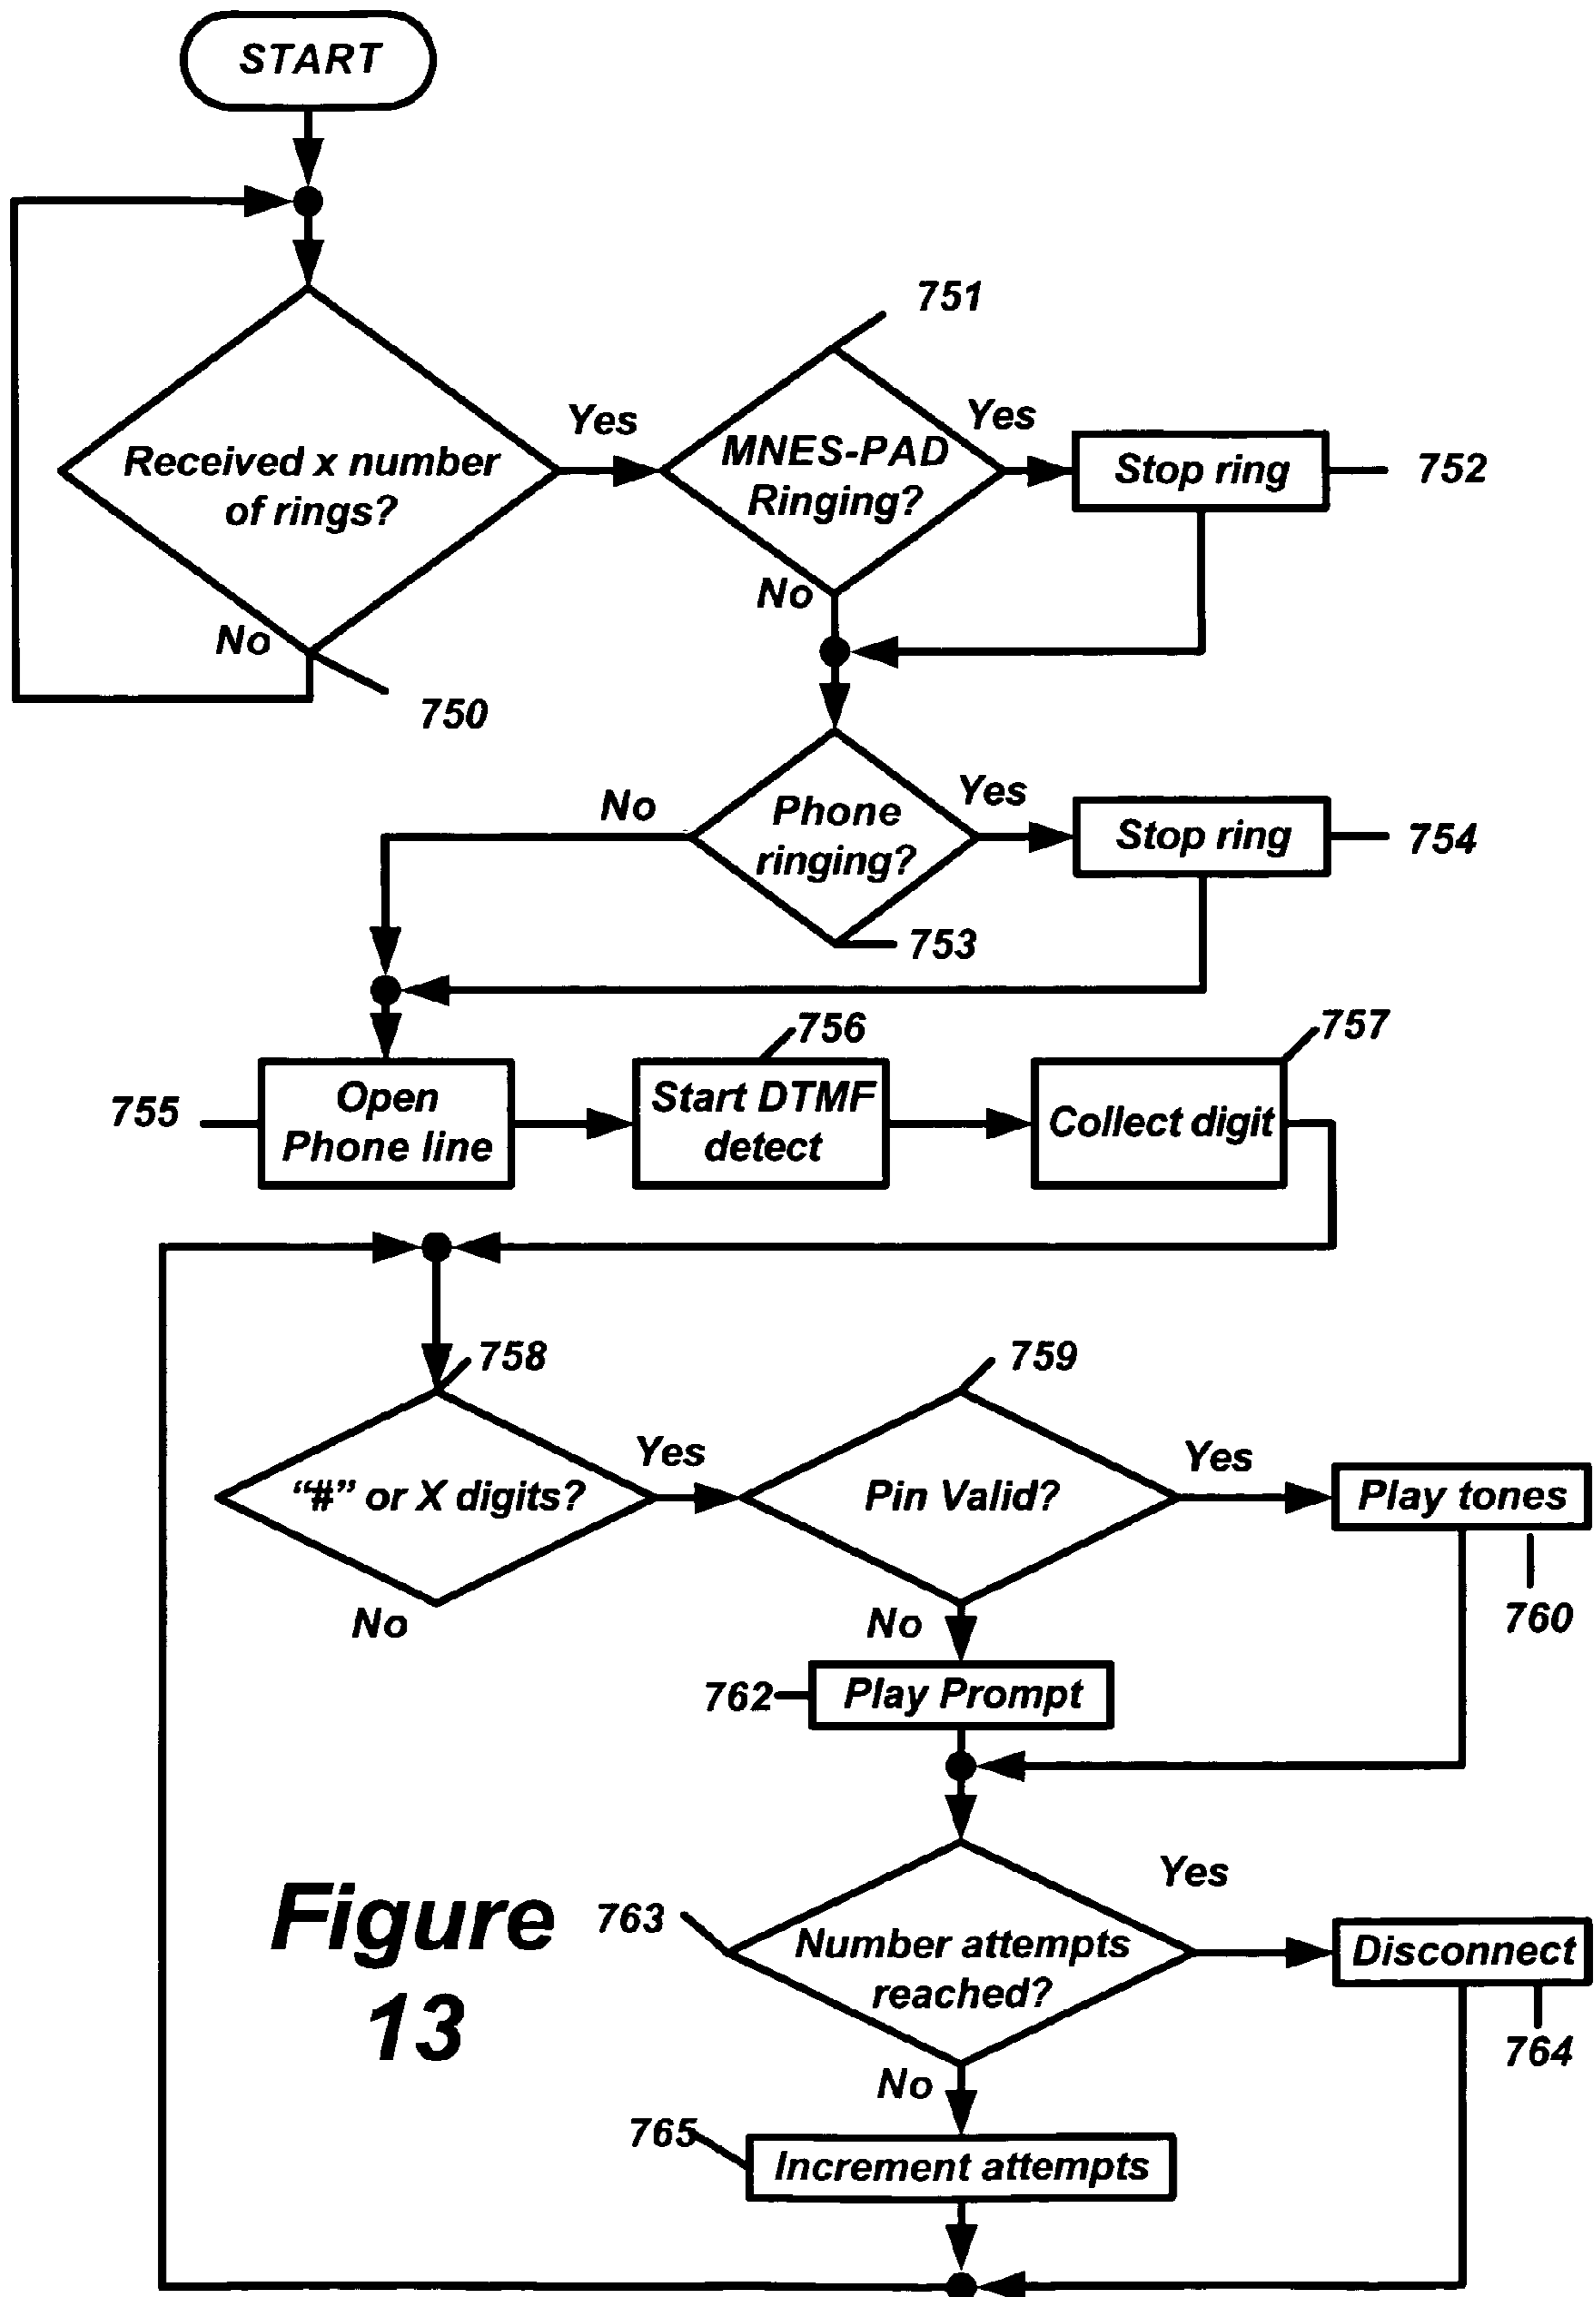 START
751
Yes
Yes
Received x number
of rings?
MNES-PAD
Ringing?
Stop ring
752
No
No
750
No
Yes
Phone
ringing?
Stop ring
754
753
756
757
755
Open
Phone line
Start DTMF
detect
Collect digit
758
759
Yes
Yes
“#” or X digits?
Pin Valid?
Play tones
No
No
760
762
Play Prompt
Yes
Figure
13
763
Number attempts
reached?
Disconnect
764
No
765
Increment attempts